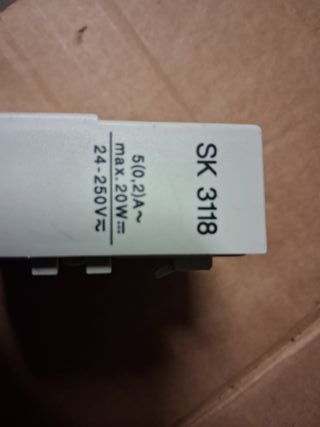 SK 3118
5(0,2)A~
max.20W⎓
24-250V⏦